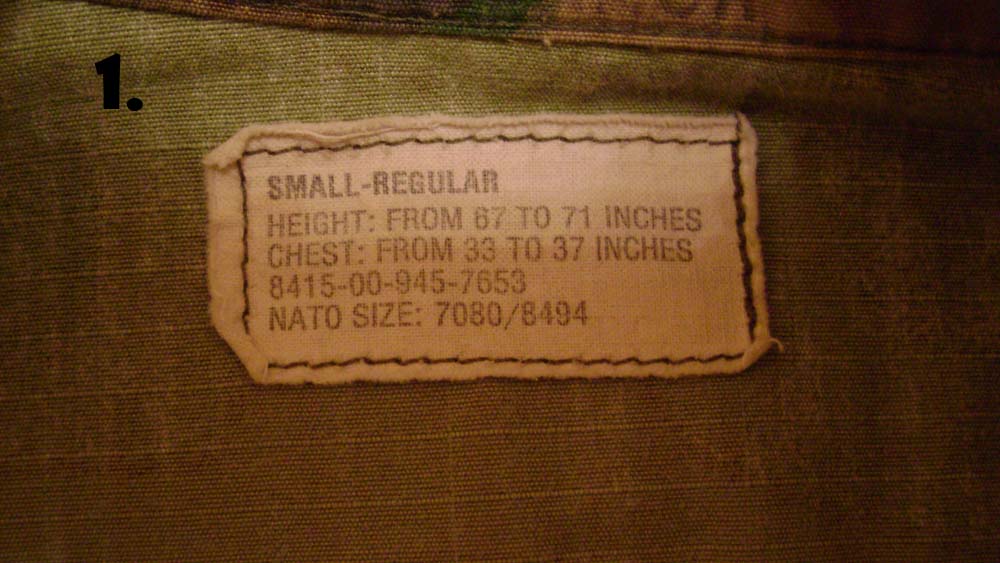 1.
SMALL-REGULAR
HEIGHT: FROM 67 TO 71 INCHES
CHEST: FROM 33 TO 37 INCHES
8415-00-945-7653
NATO SIZE: 7080/8494